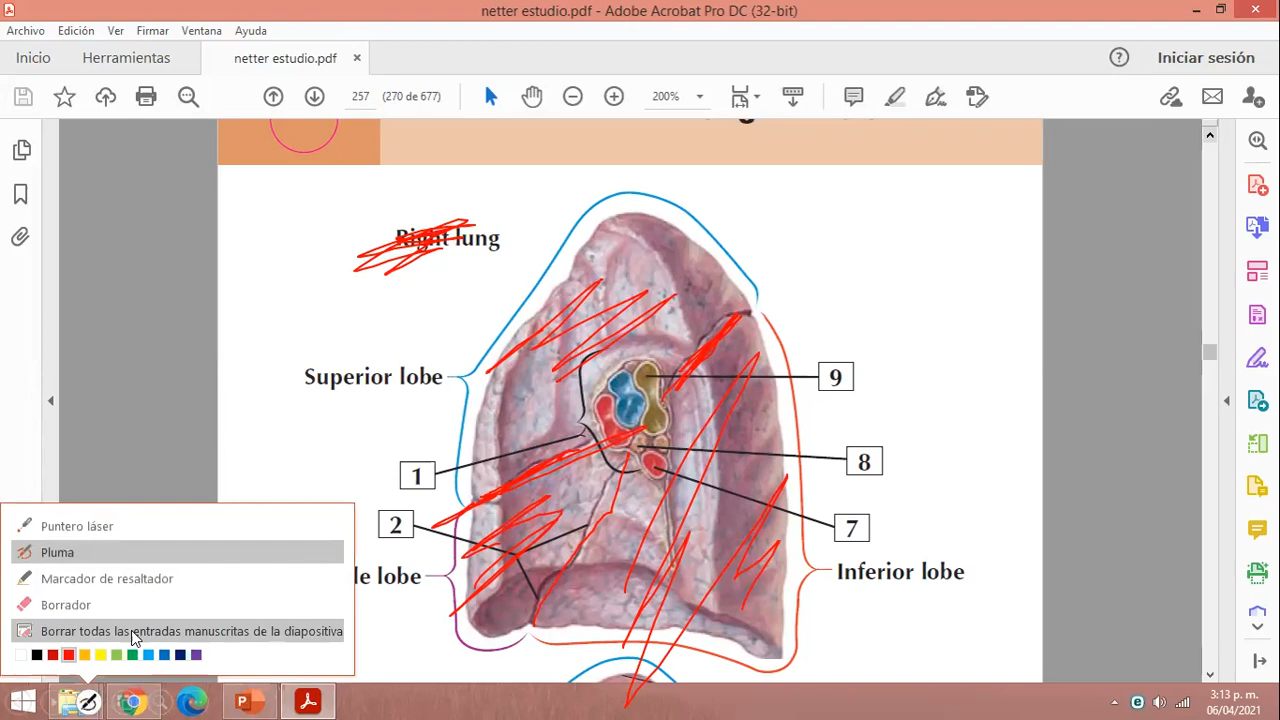 netter estudio.pdf - Adobe Acrobat Pro DC (32-bit)
Archivo Edición Ver Firmar Ventana Ayuda
Inicio Herramientas netter estudio.pdf × Iniciar sesión
257 (270 de 677) 200%
Right lung
Superior lobe
9
1
8
2
7
le lobe
Inferior lobe
Puntero láser
Pluma
Marcador de resaltador
Borrador
Borrar todas las entradas manuscritas de la diapositiva
3:13 p. m.
06/04/2021